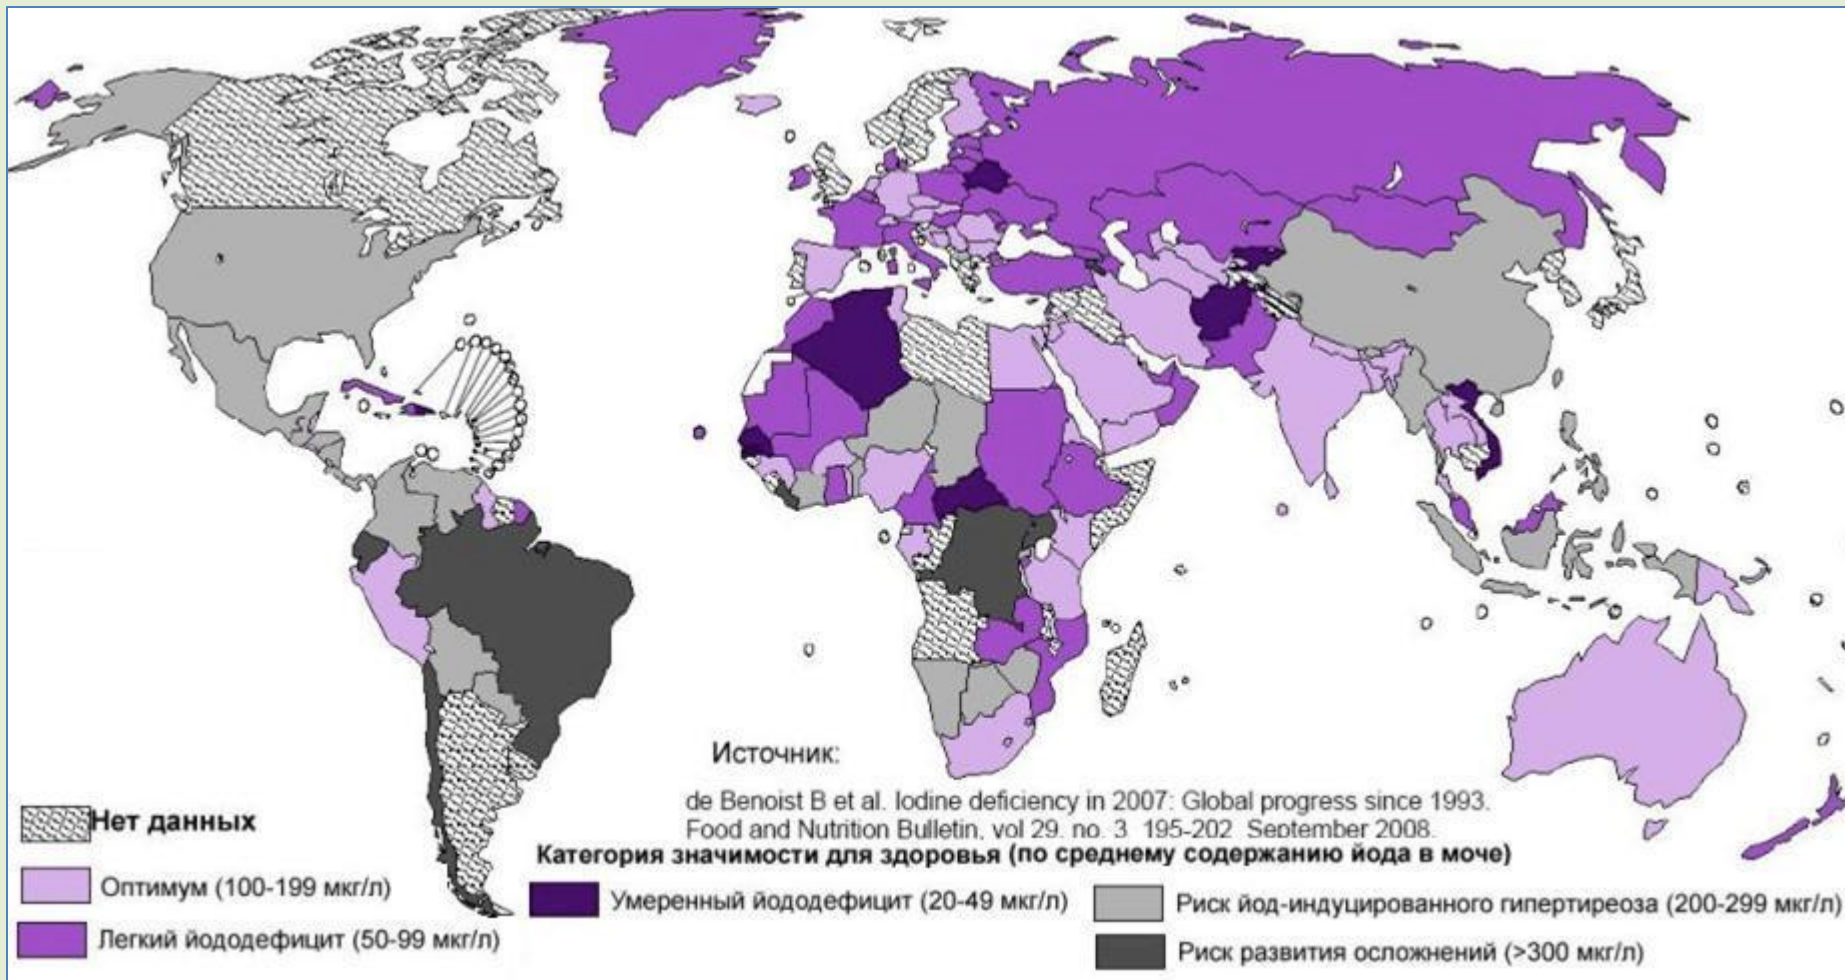 Источник:
de Benoist B et al. Iodine deficiency in 2007: Global progress since 1993.
Food and Nutrition Bulletin, vol 29, no. 3, 195-202, September 2008.
Нет данных
Категория значимости для здоровья (по среднему содержанию йода в моче)
Оптимум (100-199 мкг/л)
Умеренный йододефицит (20-49 мкг/л)
Риск йод-индуцированного гипертиреоза (200-299 мкг/л)
Легкий йододефицит (50-99 мкг/л)
Риск развития осложнений (>300 мкг/л)